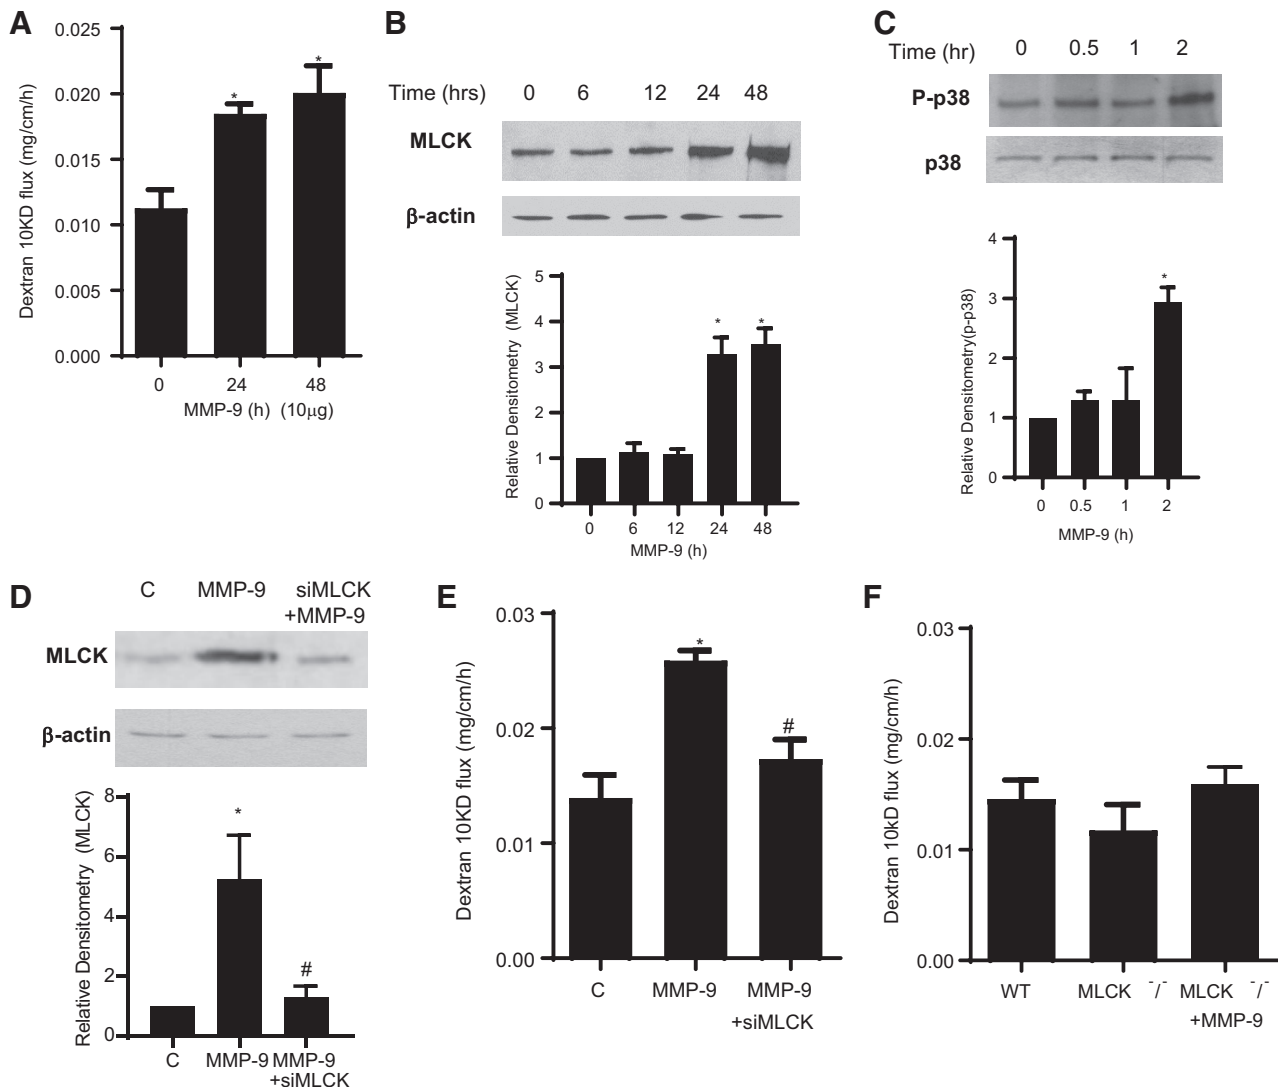 A
Dextran 10KD flux (mg/cm/h)
0.025
0.020
0.015
0.010
0.005
0.000
*
*
0 24 48
MMP-9 (h) (10μg)
B
Time (hrs) 0 6 12 24 48
MLCK
β-actin
Relative Densitometry (MLCK)
5
4
3
2
1
0
* *
0 6 12 24 48
MMP-9 (h)
C
Time (hr) 0 0.5 1 2
P-p38
p38
Relative Densitometry(p-p38)
4
3
2
1
0
*
0 0.5 1 2
MMP-9 (h)
D
C MMP-9 siMLCK
+MMP-9
MLCK
β-actin
Relative Densitometry (MLCK)
8
6
4
2
0
*
#
C MMP-9 MMP-9
+siMLCK
E
Dextran 10KD flux (mg/cm/h)
0.03
0.02
0.01
0.00
*
#
C MMP-9 MMP-9
+siMLCK
F
Dextran 10kD flux (mg/cm/h)
0.03
0.02
0.01
0.00
WT MLCK -/- MLCK -/-
+MMP-9